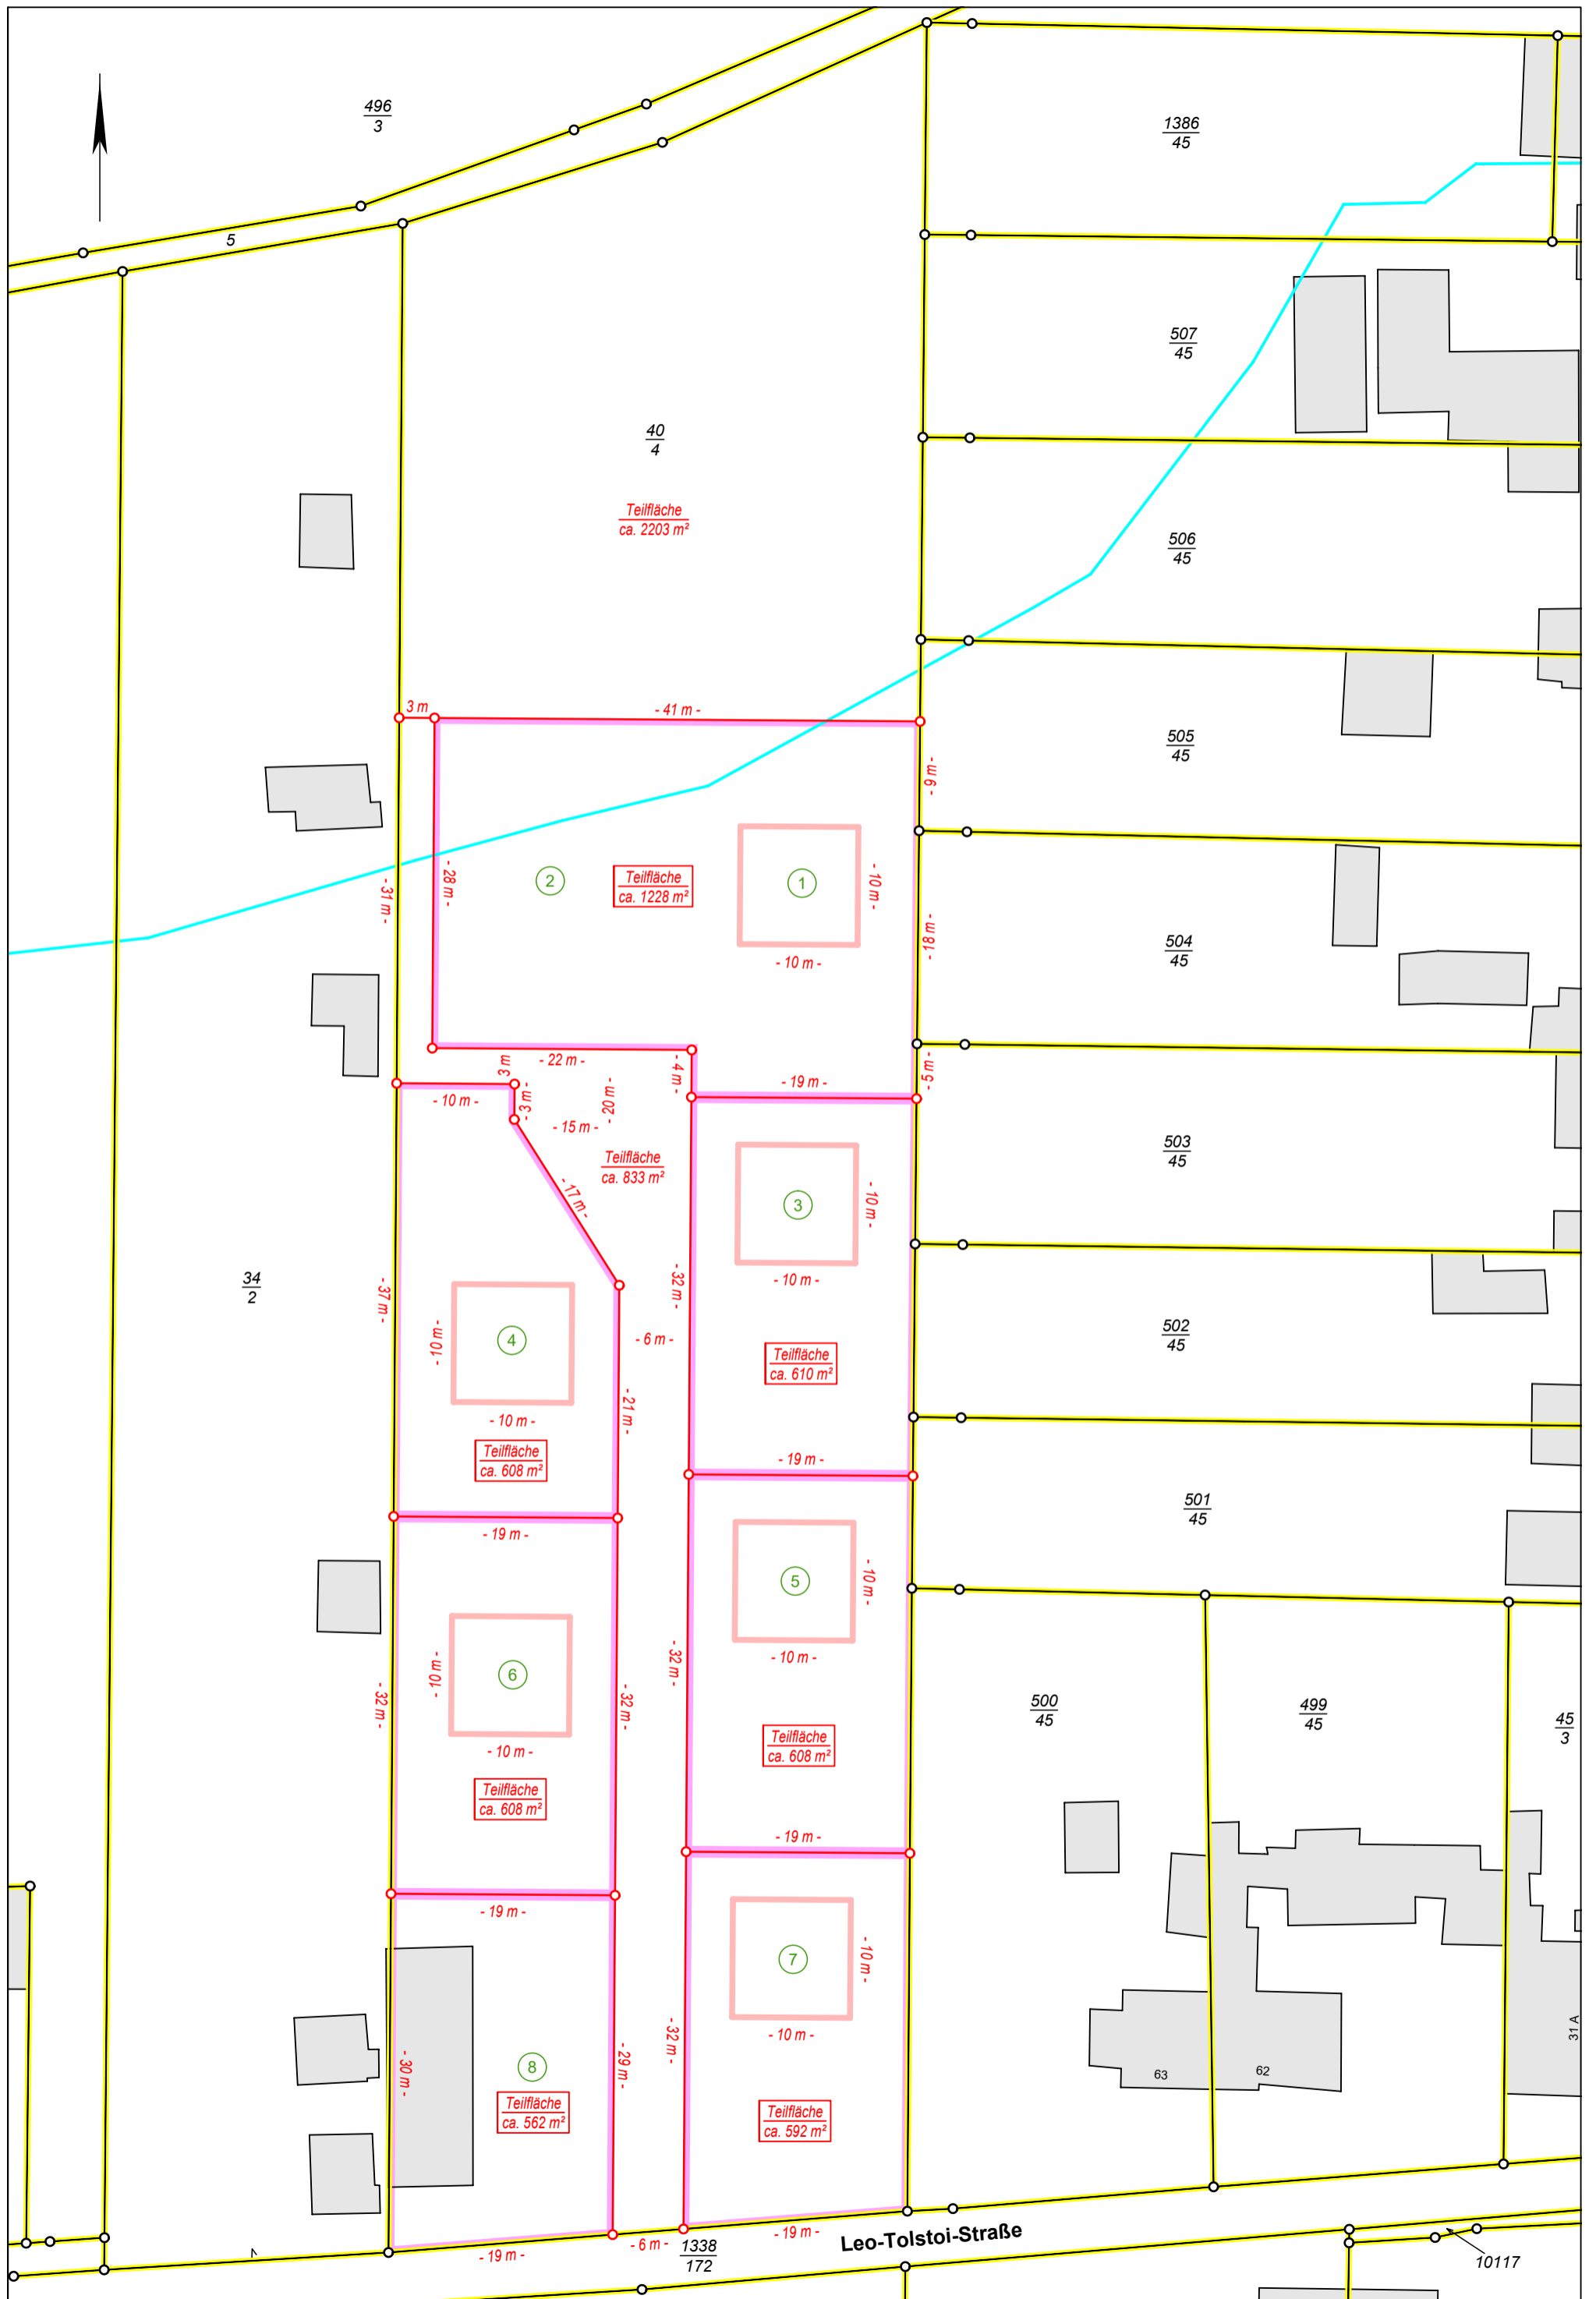 496
3
5
1386
45
507
45
40
4
Teilfläche
ca. 2203 m²
506
45
3 m
- 41 m -
505
45
- 9 m -
- 31 m -
- 28 m -
2
Teilfläche
ca. 1228 m²
1
- 10 m -
- 10 m -
- 18 m -
504
45
- 22 m -
3 m
- 4 m -
- 5 m -
- 10 m -
- 3 m -
- 15 m -
- 20 m -
- 19 m -
503
45
Teilfläche
ca. 833 m²
- 17 m -
3
- 10 m -
- 10 m -
34
2
- 37 m -
- 32 m -
- 6 m -
4
- 10 m -
- 10 m -
- 21 m -
Teilfläche
ca. 610 m²
502
45
Teilfläche
ca. 608 m²
- 19 m -
- 19 m -
501
45
5
- 10 m -
- 10 m -
6
- 10 m -
- 10 m -
- 32 m -
- 32 m -
- 32 m -
Teilfläche
ca. 608 m²
Teilfläche
ca. 608 m²
500
45
499
45
45
3
- 19 m -
- 19 m -
7
- 10 m -
- 10 m -
- 30 m -
8
- 29 m -
- 32 m -
Teilfläche
ca. 562 m²
Teilfläche
ca. 592 m²
63
62
31 A
- 19 m -
- 6 m -
- 19 m -
1338
172
Leo-Tolstoi-Straße
10117